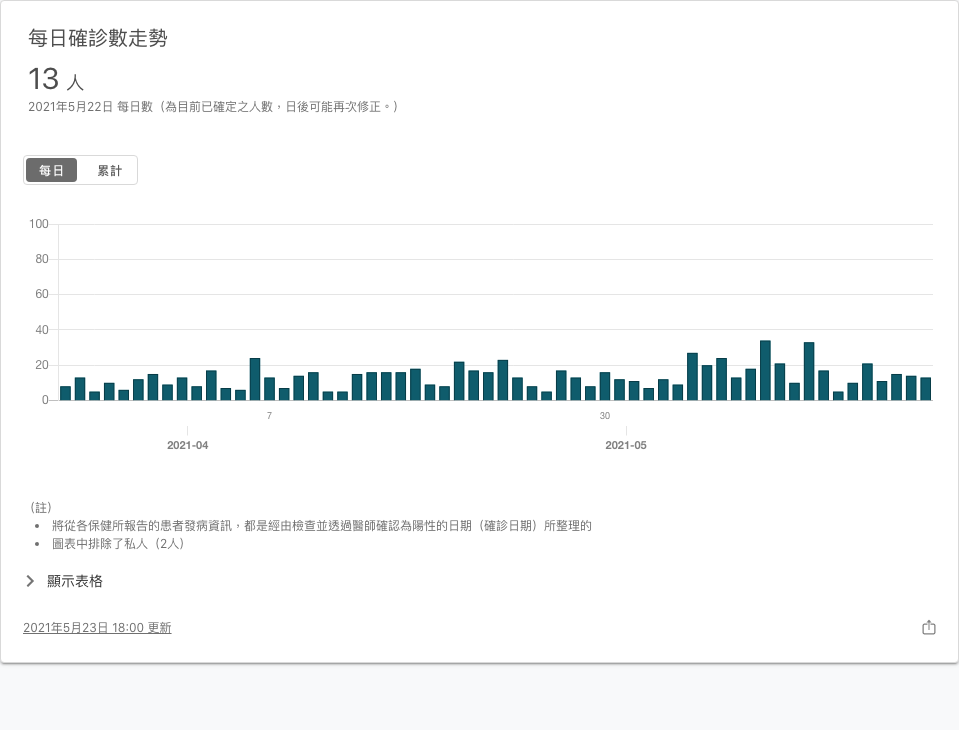 每日確診數走勢
13 人
2021年5月22日 每日數（為目前已確定之人數，日後可能再次修正。）
每日 累計
100
80
60
40
20
0
7 30
2021-04 2021-05
（註）
• 將從各保健所報告的患者發病資訊，都是經由檢查並透過醫師確認為陽性的日期（確診日期）所整理的
• 圖表中排除了私人（2人）
顯示表格
2021年5月23日 18:00 更新